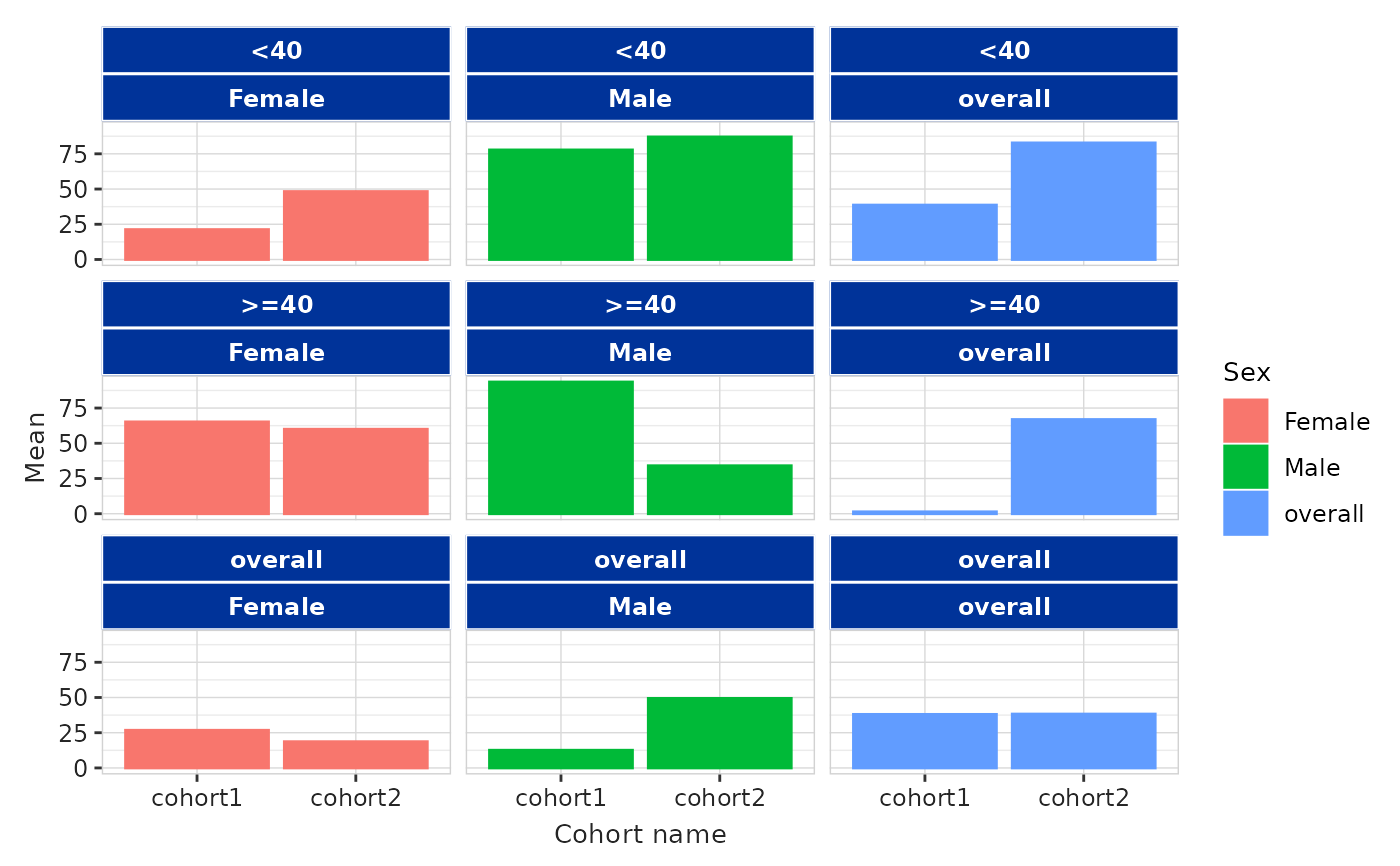 <40 <40 <40
Female Male overall
75
50
25
0
>=40 >=40 >=40
Female Male overall
75
50
25
0
Mean
overall overall overall
Female Male overall
75
50
25
0
cohort1 cohort2 cohort1 cohort2 cohort1 cohort2
Cohort name
Sex
Female
Male
overall